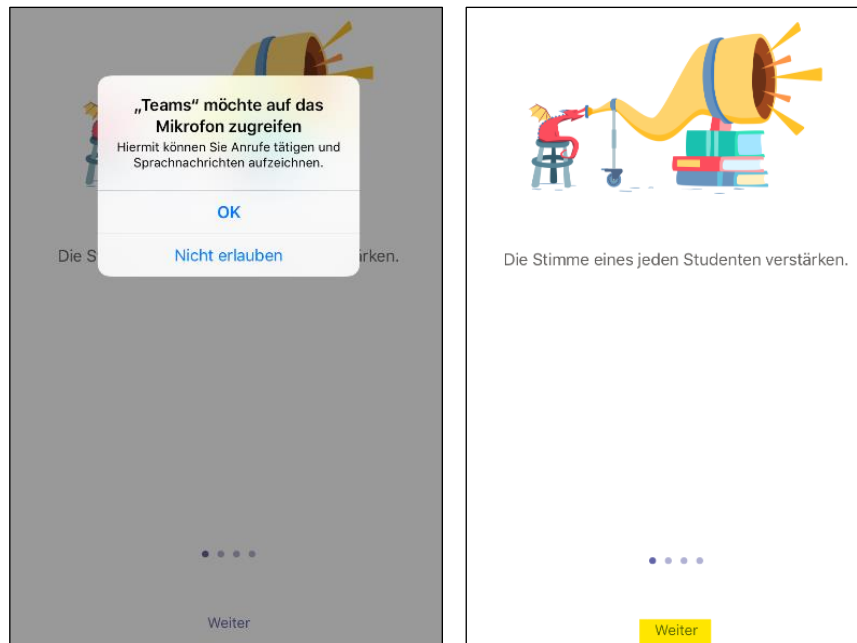 „Teams“ möchte auf das
Mikrofon zugreifen
Hiermit können Sie Anrufe tätigen und
Sprachnachrichten aufzeichnen.
OK
Nicht erlauben
Die S
rken.
Weiter
Die Stimme eines jeden Studenten verstärken.
Weiter